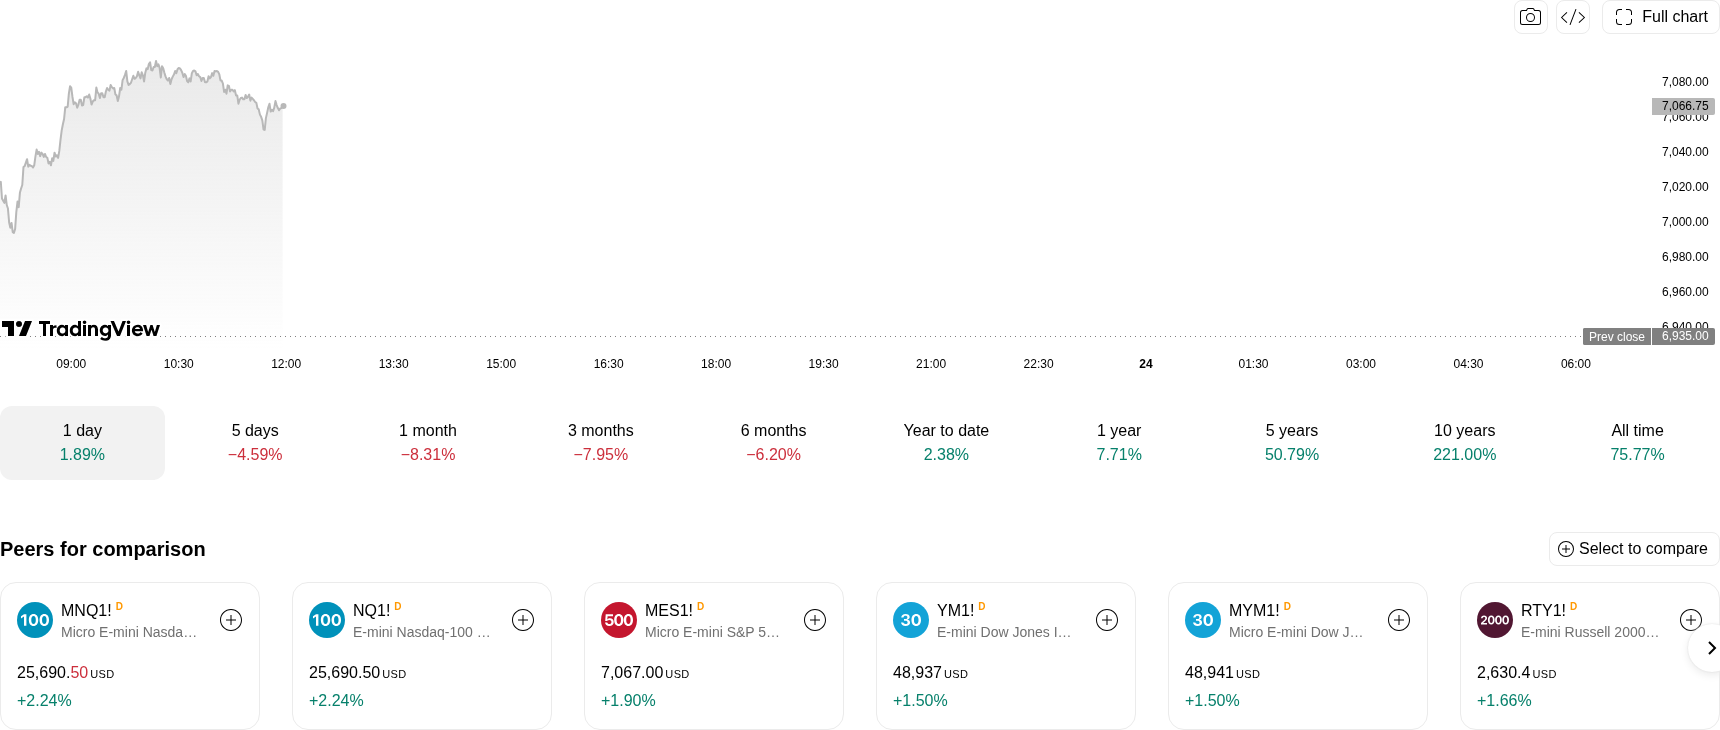 Full chart
7,080.00
7,066.75
7,060.00
7,040.00
7,020.00
7,000.00
6,980.00
6,960.00
6,940.00
TradingView
Prev close 6,935.00
09:00 10:30 12:00 13:30 15:00 16:30 18:00 19:30 21:00 22:30 24 01:30 03:00 04:30 06:00
1 day 5 days 1 month 3 months 6 months Year to date 1 year 5 years 10 years All time
1.89% −4.59% −8.31% −7.95% −6.20% 2.38% 7.71% 50.79% 221.00% 75.77%
Peers for comparison
Select to compare
100 MNQ1! D
Micro E-mini Nasda…
25,690.50 USD
+2.24%
100 NQ1! D
E-mini Nasdaq-100 …
25,690.50 USD
+2.24%
500 MES1! D
Micro E-mini S&P 5…
7,067.00 USD
+1.90%
30 YM1! D
E-mini Dow Jones I…
48,937 USD
+1.50%
30 MYM1! D
Micro E-mini Dow J…
48,941 USD
+1.50%
2000 RTY1! D
E-mini Russell 2000…
2,630.4 USD
+1.66%